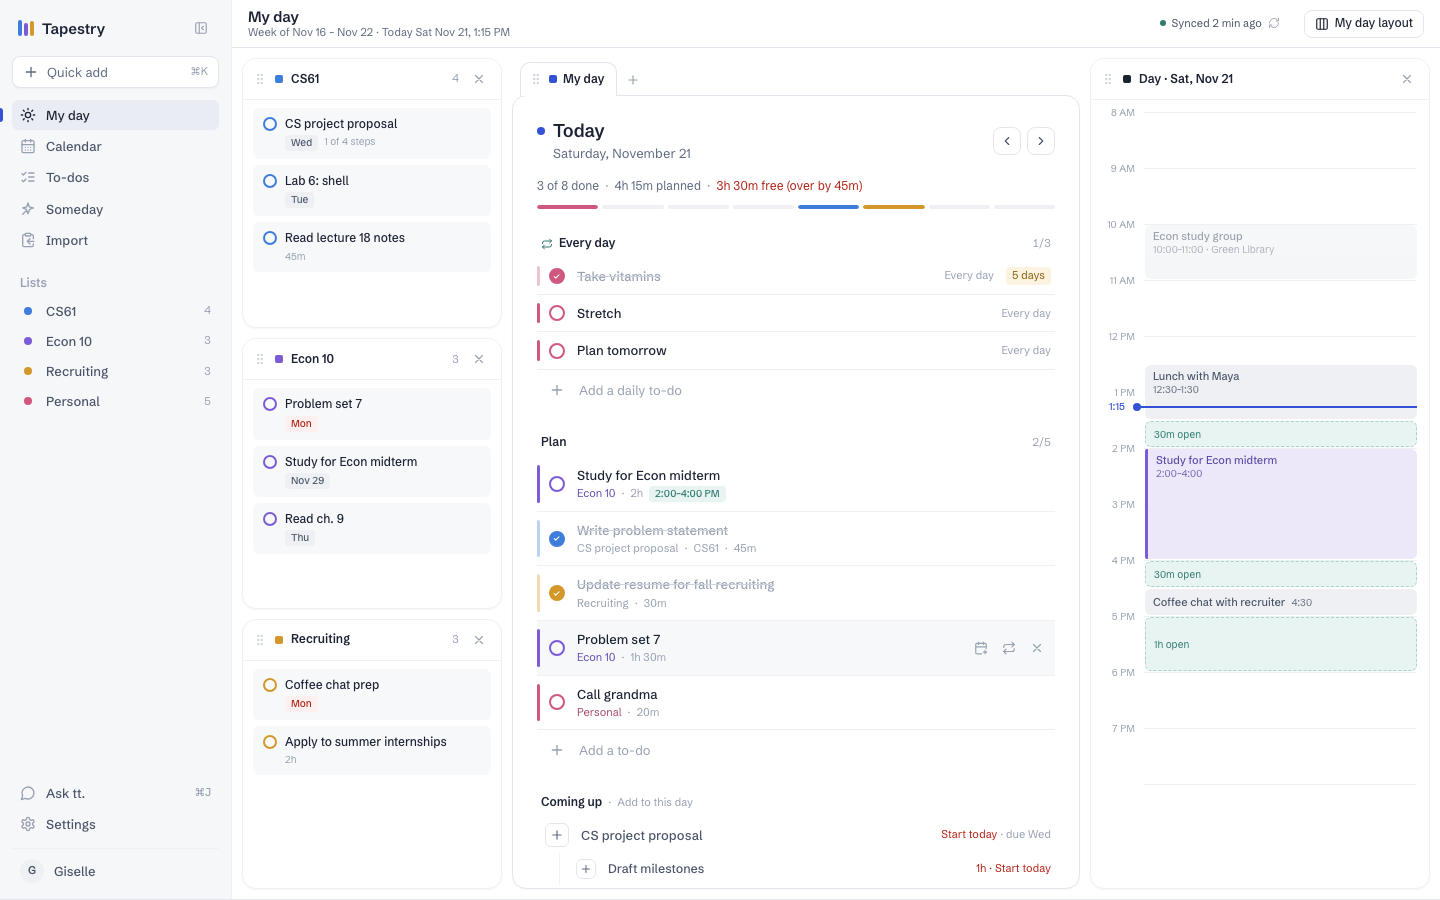 Tapestry
Quick add ⌘K
My day
Calendar
To-dos
Someday
Import
Lists
CS61 4
Econ 10 3
Recruiting 3
Personal 5
Ask tt. ⌘J
Settings
G Giselle
My day
Week of Nov 16 – Nov 22 · Today Sat Nov 21, 1:15 PM
Synced 2 min ago
My day layout
CS61 4
CS project proposal
Wed 1 of 4 steps
Lab 6: shell
Tue
Read lecture 18 notes
45m
Econ 10 3
Problem set 7
Mon
Study for Econ midterm
Nov 29
Read ch. 9
Thu
Recruiting 3
Coffee chat prep
Mon
Apply to summer internships
2h
My day
Today
Saturday, November 21
3 of 8 done · 4h 15m planned · 3h 30m free (over by 45m)
Every day 1/3
Take vitamins Every day 5 days
Stretch Every day
Plan tomorrow Every day
Add a daily to-do
Plan 2/5
Study for Econ midterm
Econ 10 · 2h 2:00–4:00 PM
Write problem statement
CS project proposal · CS61 · 45m
Update resume for fall recruiting
Recruiting · 30m
Problem set 7
Econ 10 · 1h 30m
Call grandma
Personal · 20m
Add a to-do
Coming up · Add to this day
CS project proposal Start today · due Wed
Draft milestones 1h · Start today
Day · Sat, Nov 21
8 AM
9 AM
10 AM
Econ study group
10:00–11:00 · Green Library
11 AM
12 PM
Lunch with Maya
12:30–1:30
1 PM
1:15
30m open
2 PM
Study for Econ midterm
2:00–4:00
3 PM
4 PM
30m open
Coffee chat with recruiter 4:30
5 PM
1h open
6 PM
7 PM